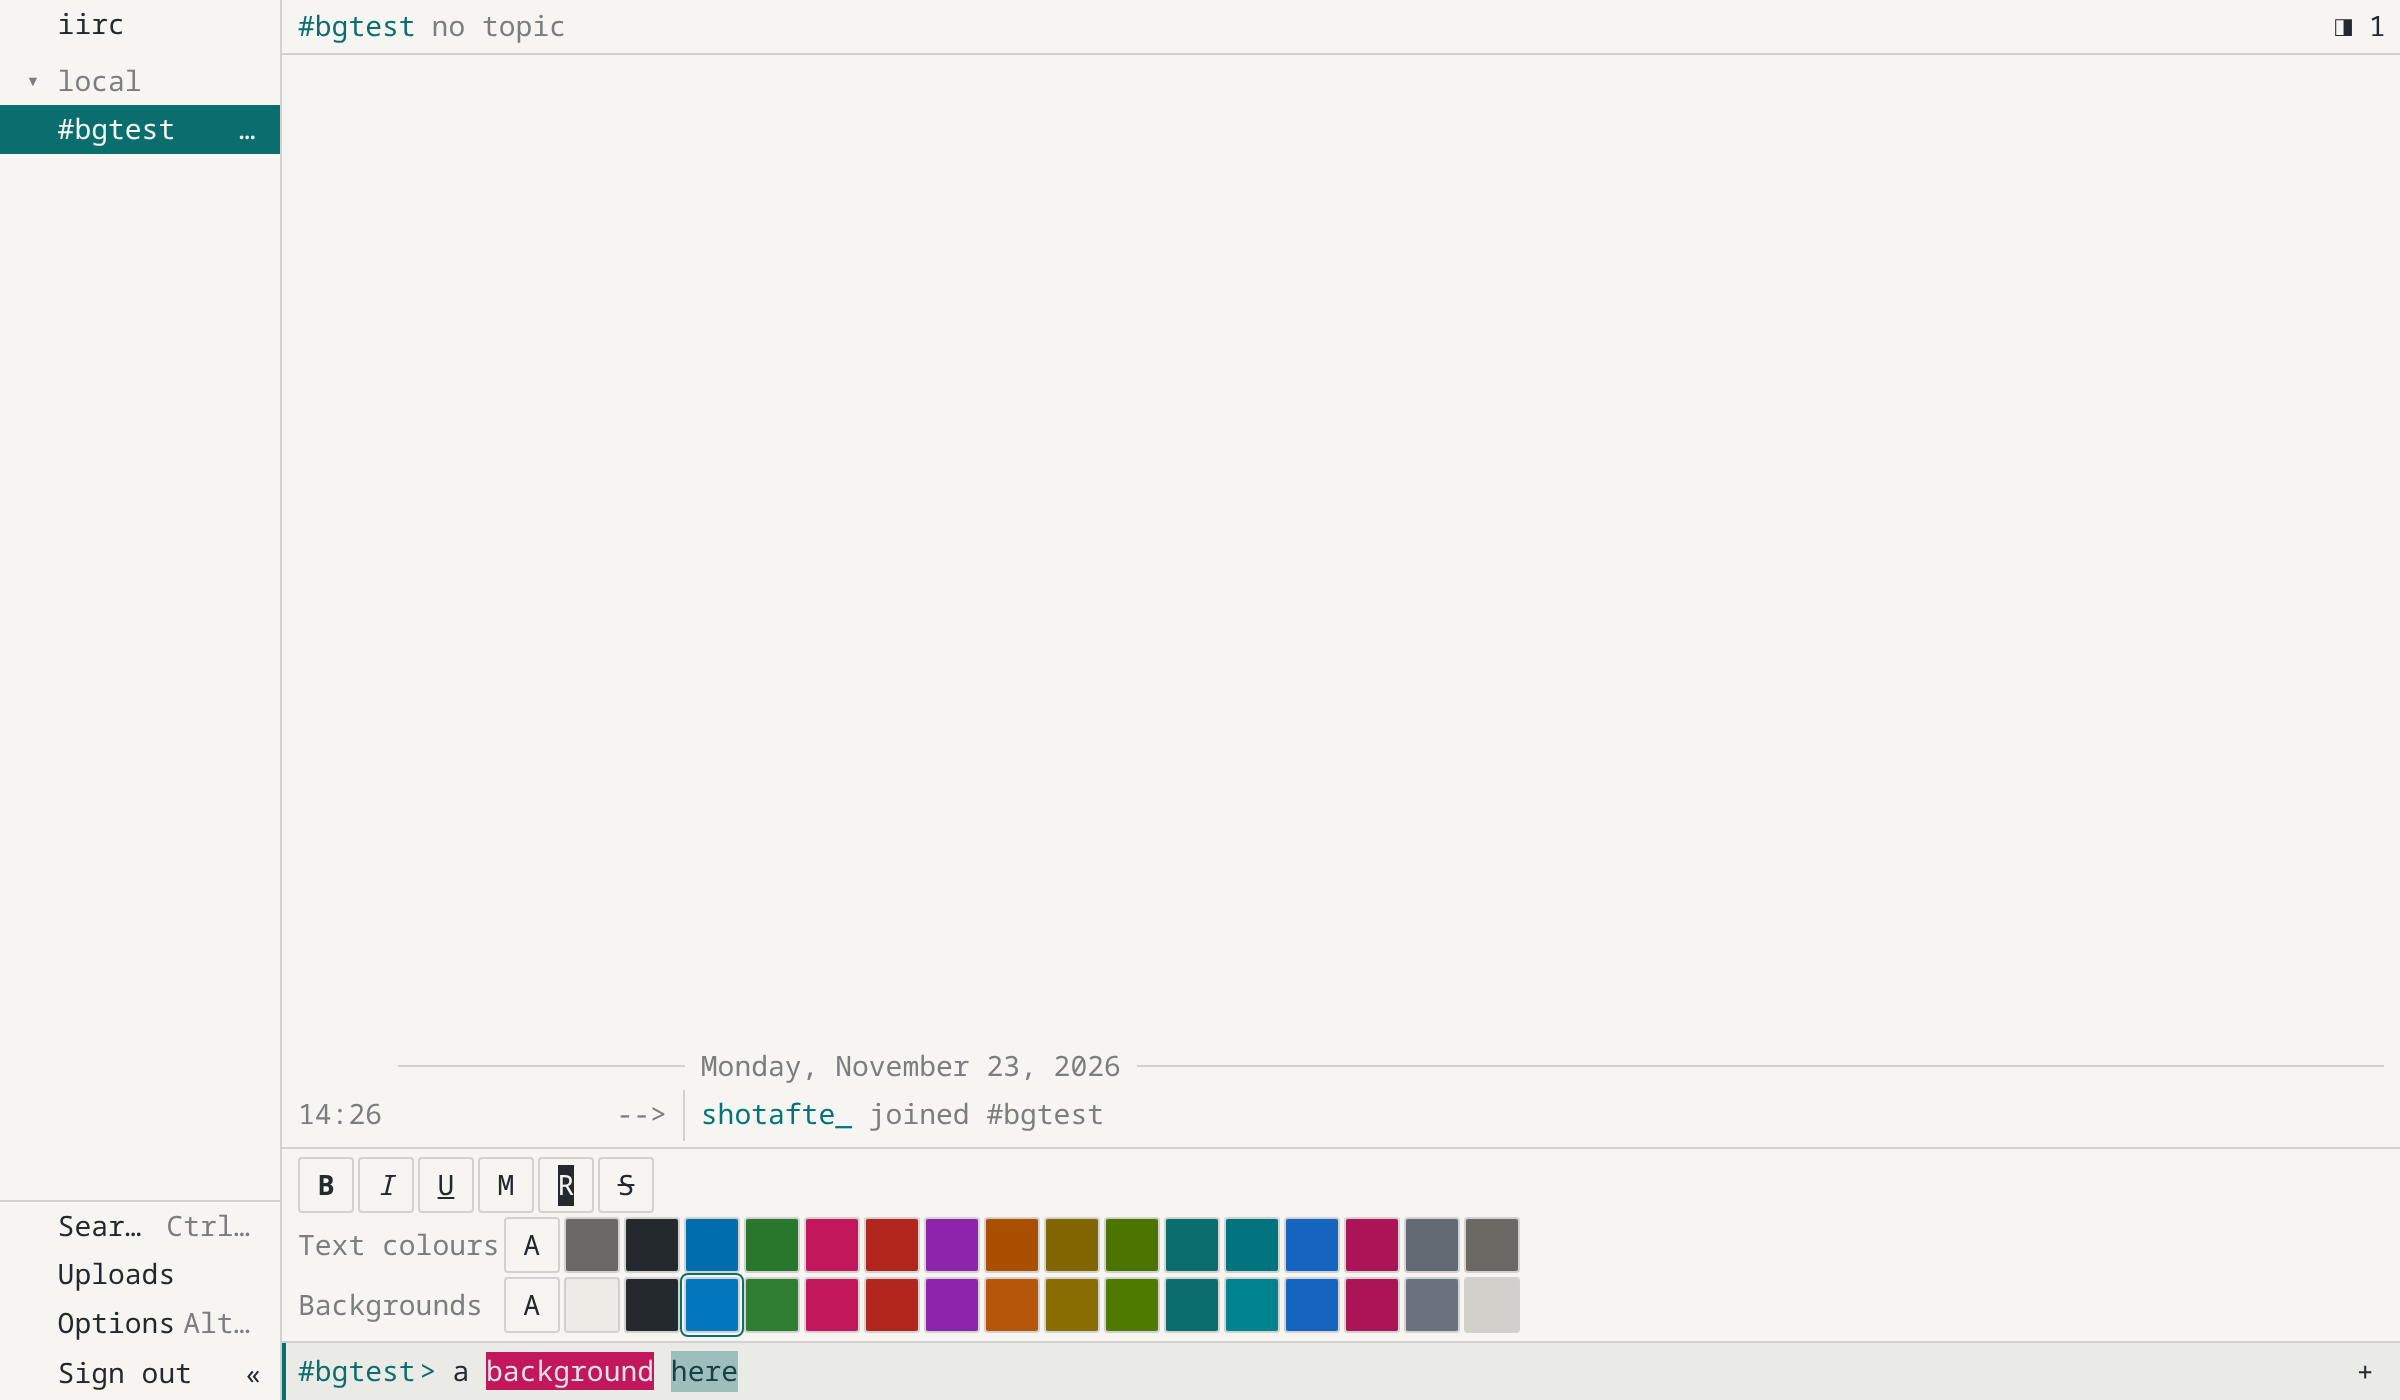 iirc
▾ local
#bgtest …
Sear… Ctrl…
Uploads
Options Alt…
Sign out «
#bgtest no topic
◨ 1
Monday, November 23, 2026
14:26 --> shotafte_ joined #bgtest
B I U M R S
Text colours A
Backgrounds A
#bgtest> a background here +